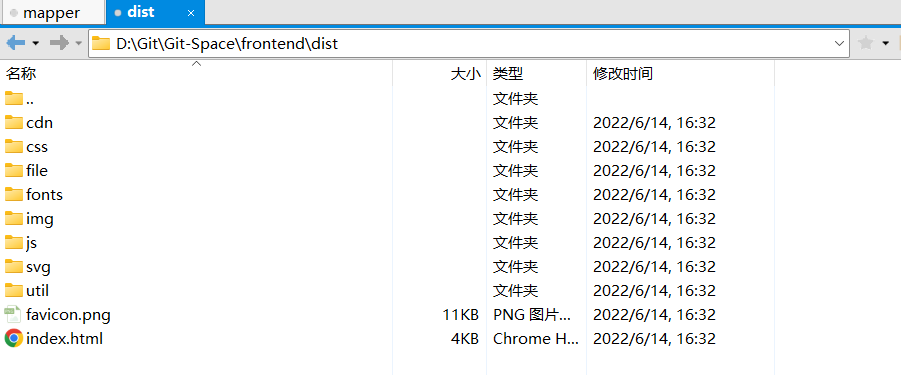 mapper dist
D:\Git\Git-Space\frontend\dist
名称 大小 类型 修改时间
.. 文件夹
cdn 文件夹 2022/6/14, 16:32
css 文件夹 2022/6/14, 16:32
file 文件夹 2022/6/14, 16:32
fonts 文件夹 2022/6/14, 16:32
img 文件夹 2022/6/14, 16:32
js 文件夹 2022/6/14, 16:32
svg 文件夹 2022/6/14, 16:32
util 文件夹 2022/6/14, 16:32
favicon.png 11KB PNG 图片... 2022/6/14, 16:32
index.html 4KB Chrome H... 2022/6/14, 16:32